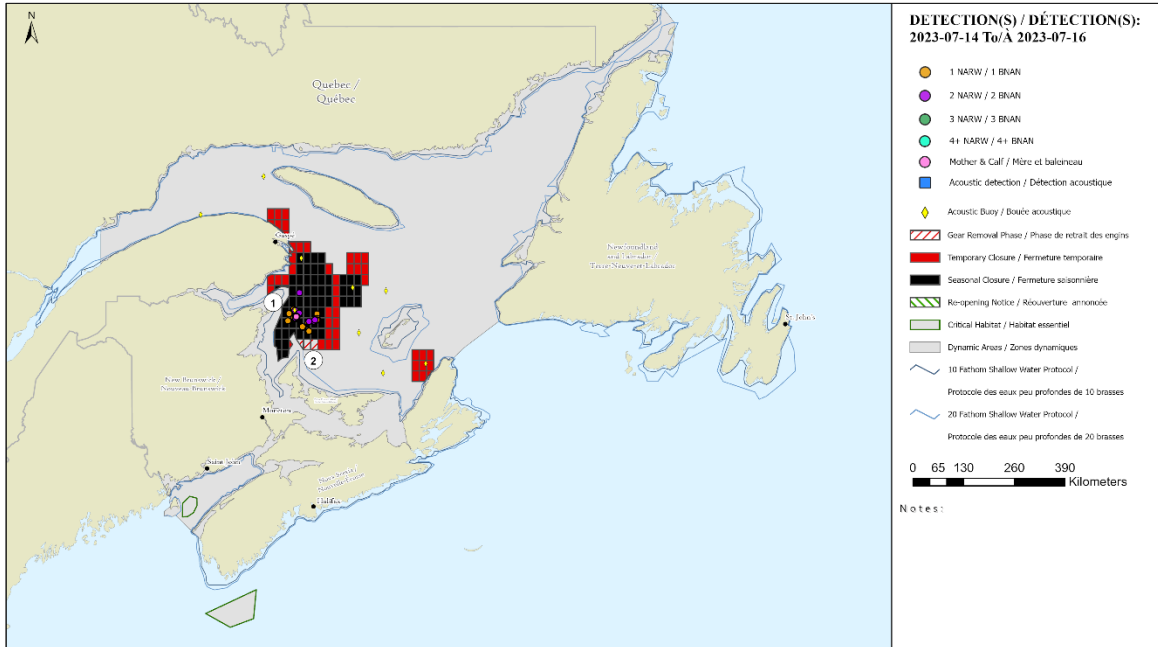 N
Quebec /
Québec
Gaspé
Newfoundland
and Labrador /
Terre-Neuve-et-Labrador
1
2
St. John's
New Brunswick /
Nouveau-Brunswick
Moncton
Saint John
Nova Scotia /
Halifax
DETECTION(S) / DÉTECTION(S):
2023-07-14 To/À 2023-07-16
1 NARW / 1 BNAN
2 NARW / 2 BNAN
3 NARW / 3 BNAN
4+ NARW / 4+ BNAN
Mother & Calf / Mère et baleineau
Acoustic detection / Détection acoustique
Acoustic Buoy / Bouée acoustique
Gear Removal Phase / Phase de retrait des engins
Temporary Closure / Fermeture temporaire
Seasonal Closure / Fermeture saisonnière
Re-opening Notice / Réouverture annoncée
Critical Habitat / Habitat essentiel
Dynamic Areas / Zones dynamiques
10 Fathom Shallow Water Protocol /
Protocole des eaux peu profondes de 10 brasses
20 Fathom Shallow Water Protocol /
Protocole des eaux peu profondes de 20 brasses
0 65 130 260 390
Kilometers
Notes: